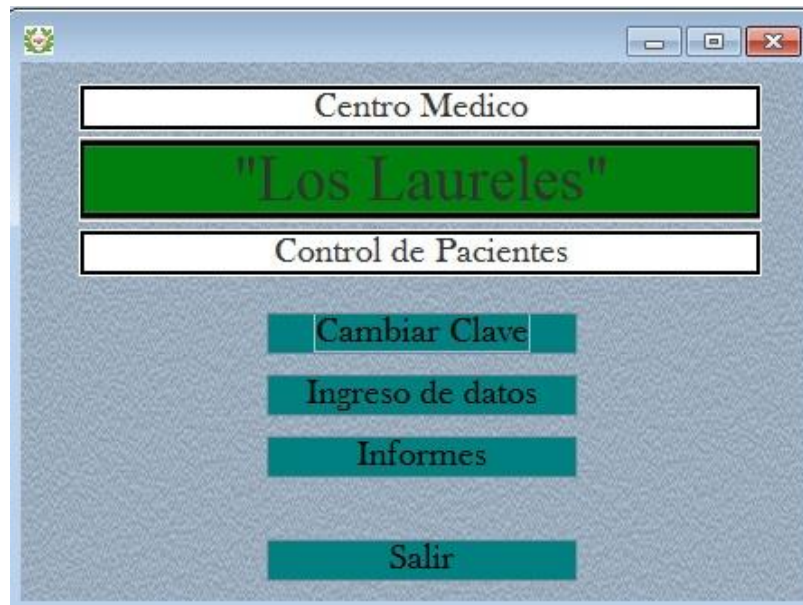 Centro Medico
"Los Laureles"
Control de Pacientes
Cambiar Clave
Ingreso de datos
Informes
Salir